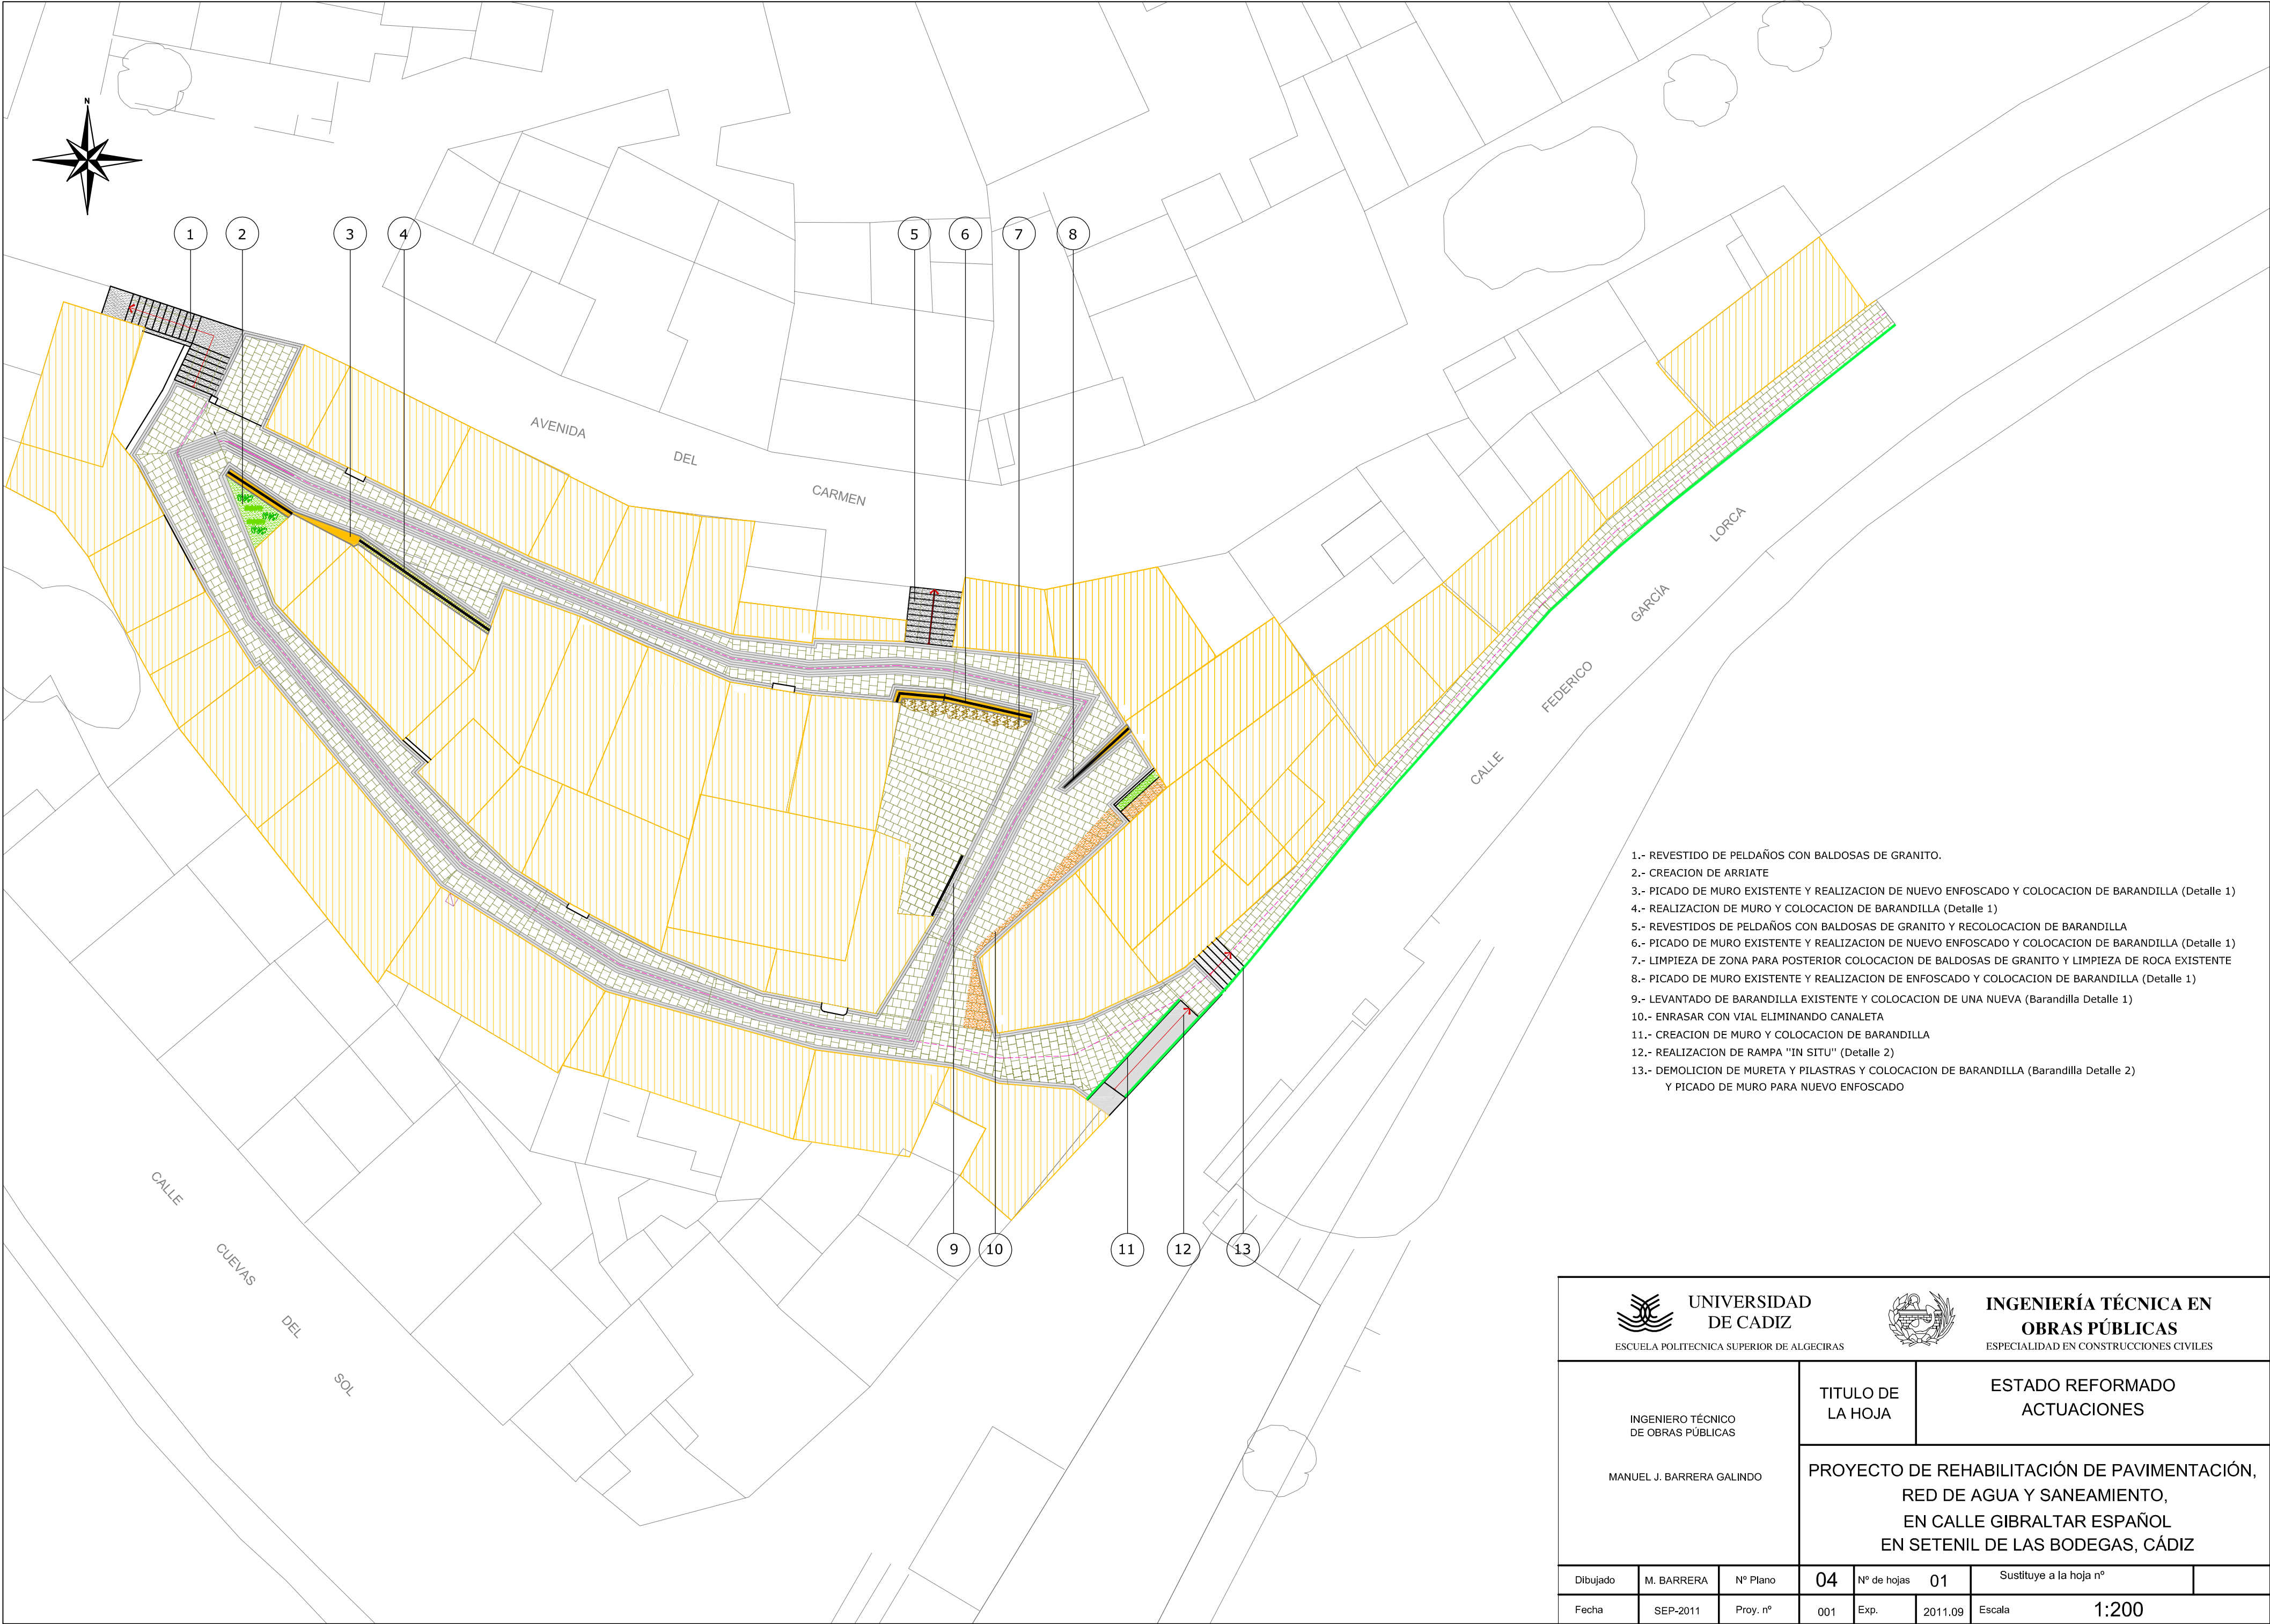 N
1
2
3
4
5
6
7
8
AVENIDA
DEL
CARMEN
LORCA
GARCÍA
FEDERICO
CALLE
1.- REVESTIDO DE PELDAÑOS CON BALDOSAS DE GRANITO.
2.- CREACION DE ARRIATE
3.- PICADO DE MURO EXISTENTE Y REALIZACION DE NUEVO ENFOSCADO Y COLOCACION DE BARANDILLA (Detalle 1)
4.- REALIZACION DE MURO Y COLOCACION DE BARANDILLA (Detalle 1)
5.- REVESTIDOS DE PELDAÑOS CON BALDOSAS DE GRANITO Y RECOLOCACION DE BARANDILLA
6.- PICADO DE MURO EXISTENTE Y REALIZACION DE NUEVO ENFOSCADO Y COLOCACION DE BARANDILLA (Detalle 1)
7.- LIMPIEZA DE ZONA PARA POSTERIOR COLOCACION DE BALDOSAS DE GRANITO Y LIMPIEZA DE ROCA EXISTENTE
8.- PICADO DE MURO EXISTENTE Y REALIZACION DE ENFOSCADO Y COLOCACION DE BARANDILLA (Detalle 1)
9.- LEVANTADO DE BARANDILLA EXISTENTE Y COLOCACION DE UNA NUEVA (Barandilla Detalle 1)
10.- ENRASAR CON VIAL ELIMINANDO CANALETA
11.- CREACION DE MURO Y COLOCACION DE BARANDILLA
12.- REALIZACION DE RAMPA "IN SITU" (Detalle 2)
13.- DEMOLICION DE MURETA Y PILASTRAS Y COLOCACION DE BARANDILLA (Barandilla Detalle 2)
Y PICADO DE MURO PARA NUEVO ENFOSCADO
9
10
11
12
13
CALLE
CUEVAS
DEL
SOL
UNIVERSIDAD
DE CADIZ
ESCUELA POLITECNICA SUPERIOR DE ALGECIRAS
INGENIERÍA TÉCNICA EN
OBRAS PÚBLICAS
ESPECIALIDAD EN CONSTRUCCIONES CIVILES
INGENIERO TÉCNICO
DE OBRAS PÚBLICAS
MANUEL J. BARRERA GALINDO
TITULO DE
LA HOJA
ESTADO REFORMADO
ACTUACIONES
PROYECTO DE REHABILITACIÓN DE PAVIMENTACIÓN,
RED DE AGUA Y SANEAMIENTO,
EN CALLE GIBRALTAR ESPAÑOL
EN SETENIL DE LAS BODEGAS, CÁDIZ
Dibujado M. BARRERA Nº Plano 04 Nº de hojas 01 Sustituye a la hoja nº
Fecha SEP-2011 Proy. nº 001 Exp. 2011.09 Escala 1:200